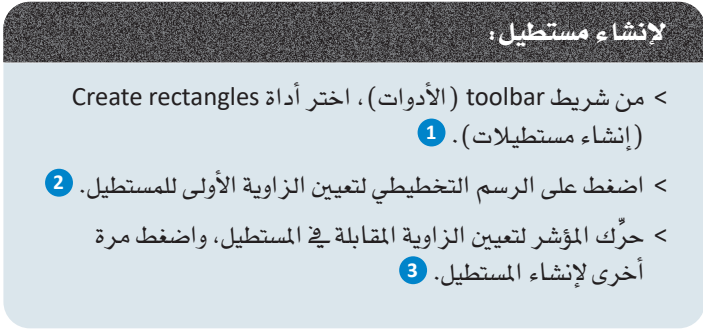 لإنشاء مستطيل:
> من شريط toolbar (الأدوات)، اختر أداة Create rectangles
(إنشاء مستطيلات). 1
> اضغط على الرسم التخطيطي لتعيين الزاوية الأولى للمستطيل. 2
> حرِّك المؤشر لتعيين الزاوية المقابلة في المستطيل، واضغط مرة
أخرى لإنشاء المستطيل. 3